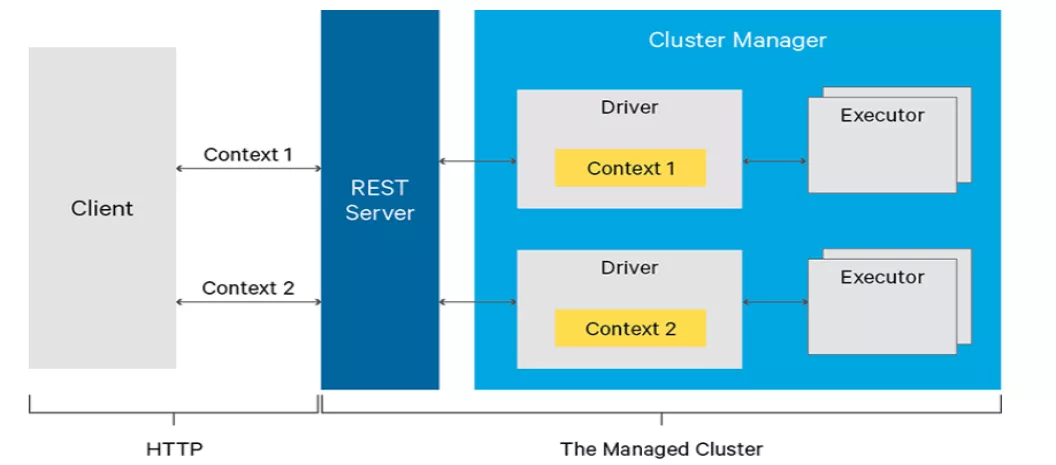 Cluster Manager
Client
Context 1
Context 2
REST
Server
Driver
Context 1
Executor
Driver
Context 2
Executor
HTTP
The Managed Cluster